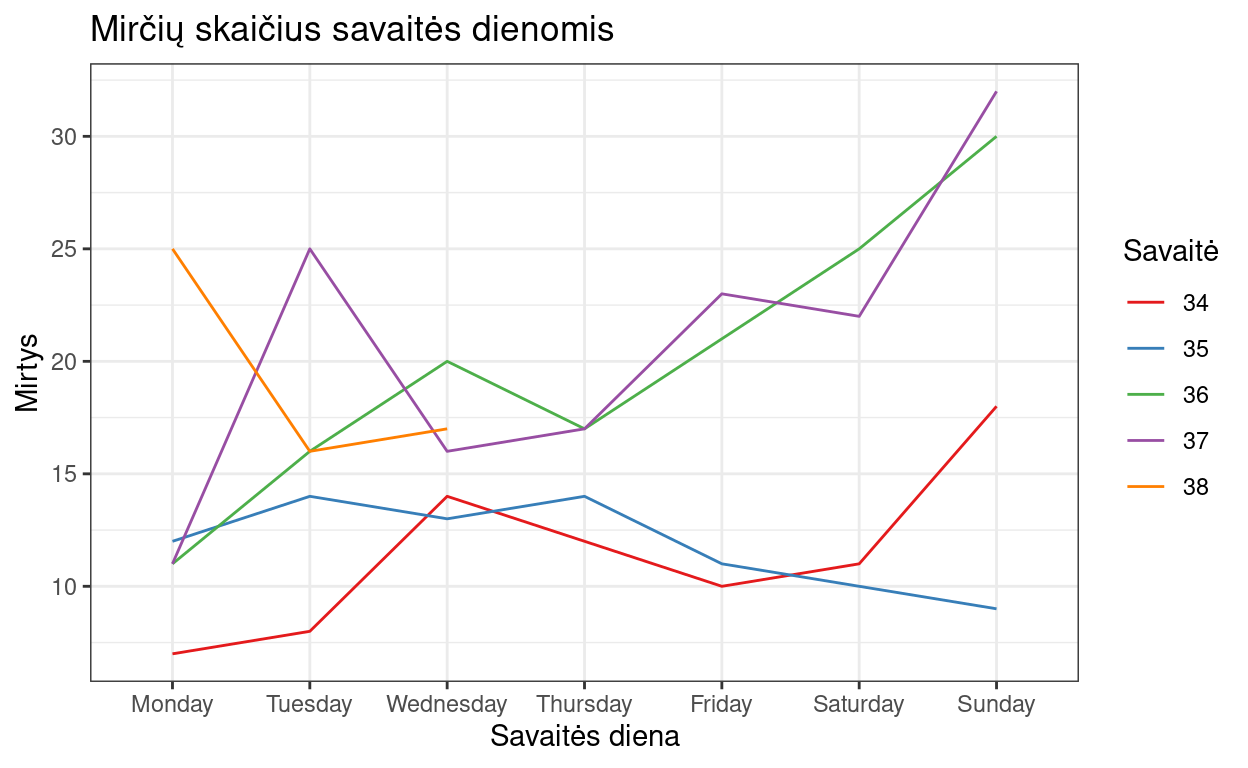 Mirčių skaičius savaitės dienomis
Mirtys
30
25
20
15
10
Monday Tuesday Wednesday Thursday Friday Saturday Sunday
Savaitės diena
Savaitė
34
35
36
37
38